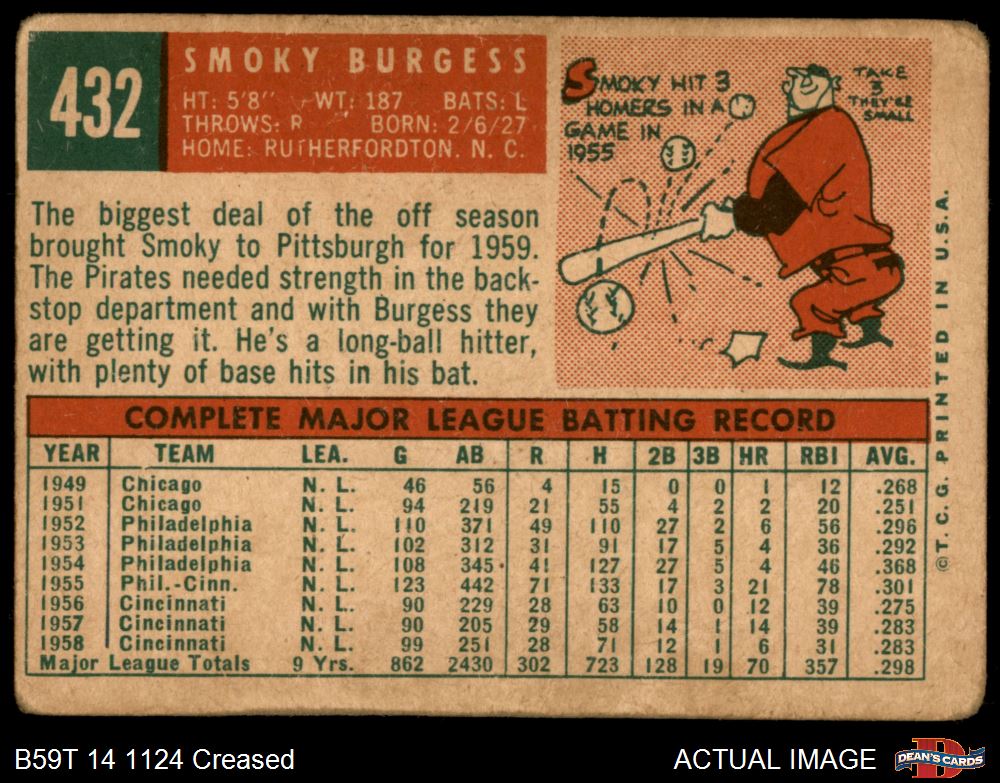 432
SMOKY BURGESS
HT: 5'8" WT: 187 BATS: L
THROWS: R BORN: 2/6/27
HOME: RUTHERFORDTON, N. C.
SMOKY HIT 3
HOMERS IN A
GAME IN
1955
TAKE
3
THEY'RE
SMALL
The biggest deal of the off season
brought Smoky to Pittsburgh for 1959.
The Pirates needed strength in the back-
stop department and with Burgess they
are getting it. He's a long-ball hitter,
with plenty of base hits in his bat.
COMPLETE MAJOR LEAGUE BATTING RECORD
YEAR TEAM LEA. G AB R H 2B 3B HR RBI AVG.
1949 Chicago N. L. 46 56 4 15 0 0 1 12 .268
1951 Chicago N. L. 94 219 21 55 4 2 2 20 .251
1952 Philadelphia N. L. 110 371 49 110 27 2 6 56 .296
1953 Philadelphia N. L. 102 312 31 91 17 5 4 36 .292
1954 Philadelphia N. L. 108 345 41 127 27 5 4 46 .368
1955 Phil.-Cinn. N. L. 123 442 71 133 17 3 21 78 .301
1956 Cincinnati N. L. 90 229 28 63 10 0 12 39 .275
1957 Cincinnati N. L. 90 205 29 58 14 1 14 39 .283
1958 Cincinnati N. L. 99 251 28 71 12 1 6 31 .283
Major League Totals 9 Yrs. 862 2430 302 723 128 19 70 357 .298
©T. C. G. PRINTED IN U.S.A.
B59T 14 1124 Creased
ACTUAL IMAGE
D
DEAN'S CARDS